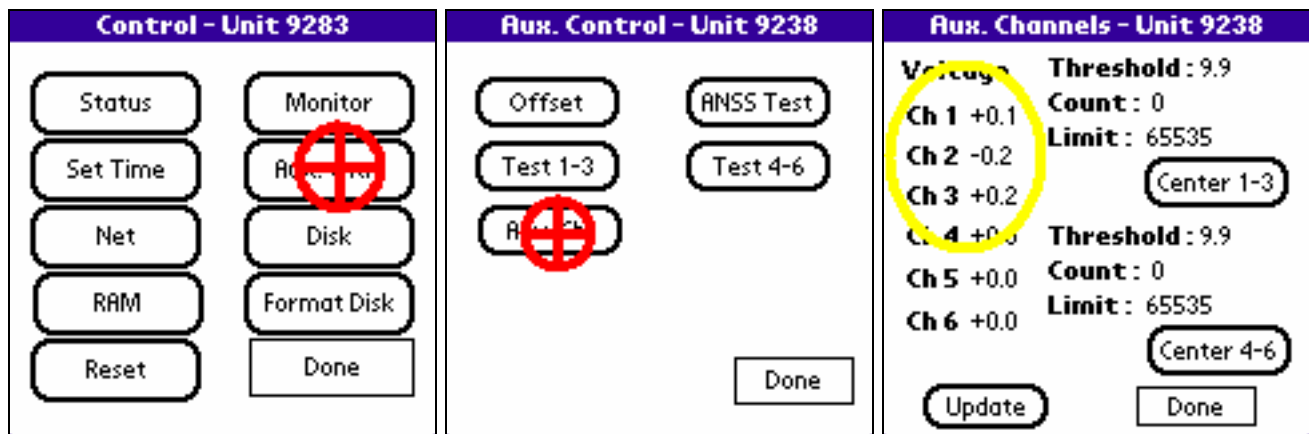 Control - Unit 9283
Status
Monitor
Set Time
Net
Disk
RAM
Format Disk
Reset
Done
Aux. Control - Unit 9238
Offset
ANSS Test
Test 1-3
Test 4-6
Done
Aux. Channels - Unit 9238
Voltage
Ch 1 +0.1
Ch 2 -0.2
Ch 3 +0.2
Ch 4
Ch 5 +0.0
Ch 6 +0.0
Threshold : 9.9
Count : 0
Limit : 65535
Center 1-3
Threshold : 9.9
Count : 0
Limit : 65535
Center 4-6
Update
Done